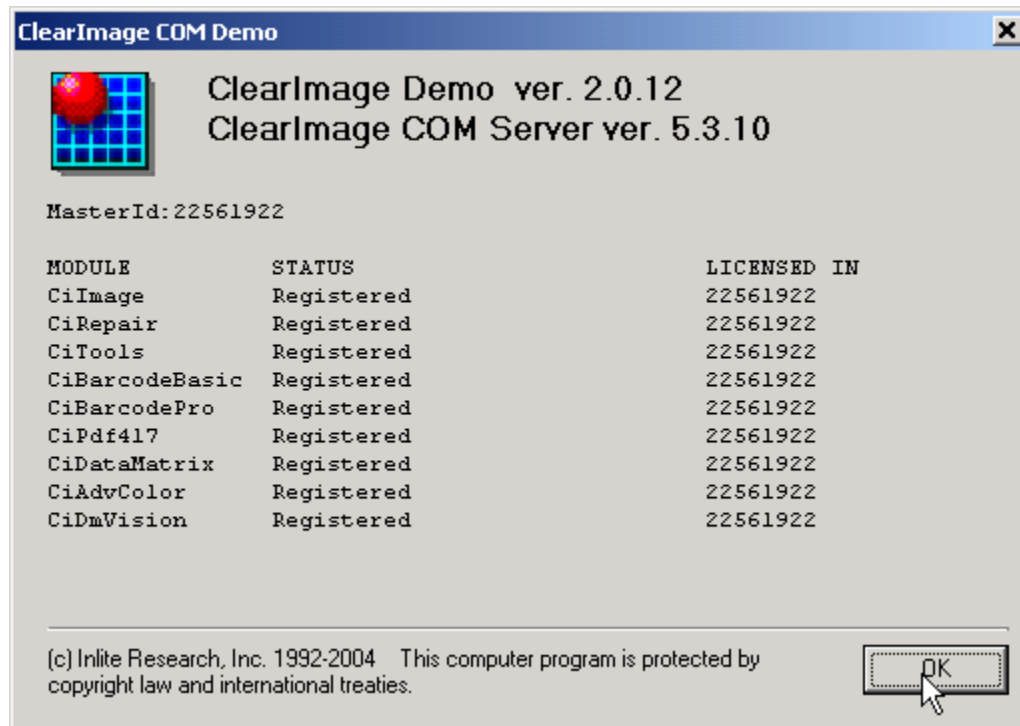 ClearImage COM Demo
ClearImage Demo ver. 2.0.12
ClearImage COM Server ver. 5.3.10
MasterId:22561922
MODULE STATUS LICENSED IN
CiImage Registered 22561922
CiRepair Registered 22561922
CiTools Registered 22561922
CiBarcodeBasic Registered 22561922
CiBarcodePro Registered 22561922
CiPdf417 Registered 22561922
CiDataMatrix Registered 22561922
CiAdvColor Registered 22561922
CiDmVision Registered 22561922
(c) Inlite Research, Inc. 1992-2004 This computer program is protected by
copyright law and international treaties.
OK